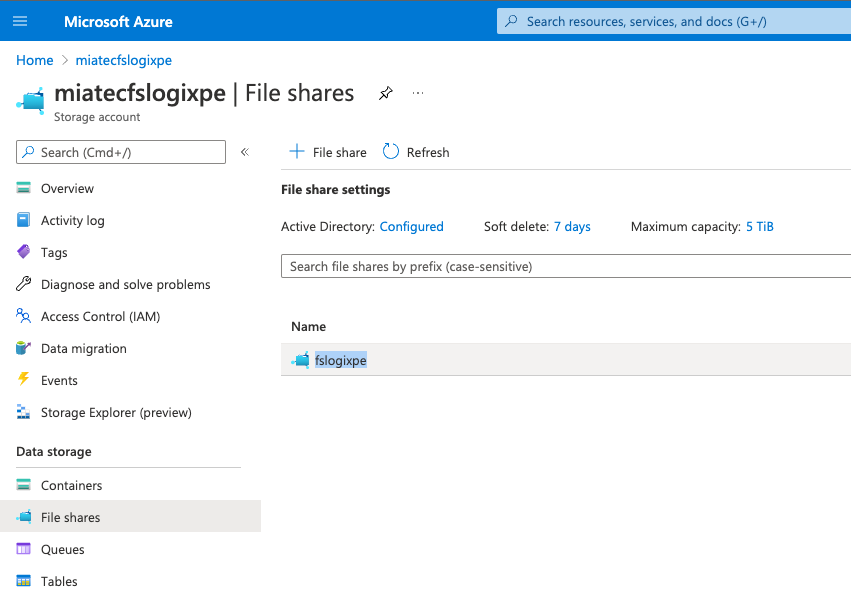 Microsoft Azure
Search resources, services, and docs (G+/)
Home > miatecfslogixpe
miatecfslogixpe | File shares
Storage account
Search (Cmd+/)
«
Overview
Activity log
Tags
Diagnose and solve problems
Access Control (IAM)
Data migration
Events
Storage Explorer (preview)
Data storage
Containers
File shares
Queues
Tables
+ File share
Refresh
File share settings
Active Directory: Configured
Soft delete: 7 days
Maximum capacity: 5 TiB
Search file shares by prefix (case-sensitive)
Name
fslogixpe